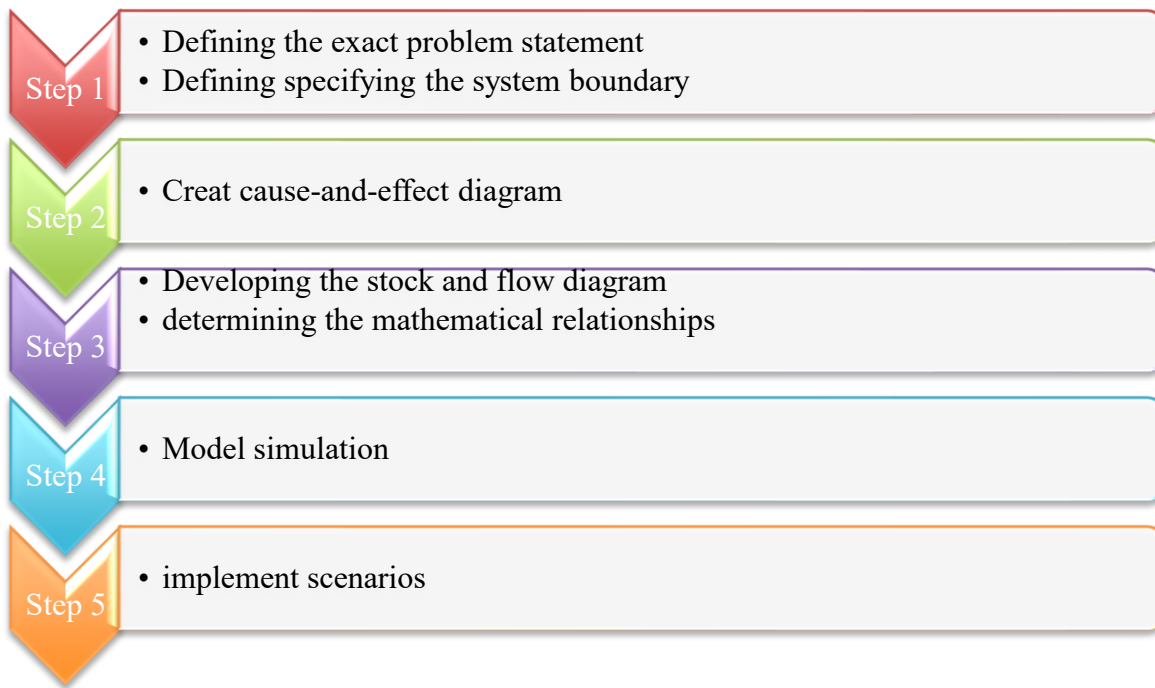 Step 1
• Defining the exact problem statement
• Defining specifying the system boundary
Step 2
• Creat cause-and-effect diagram
Step 3
• Developing the stock and flow diagram
• determining the mathematical relationships
Step 4
• Model simulation
Step 5
• implement scenarios